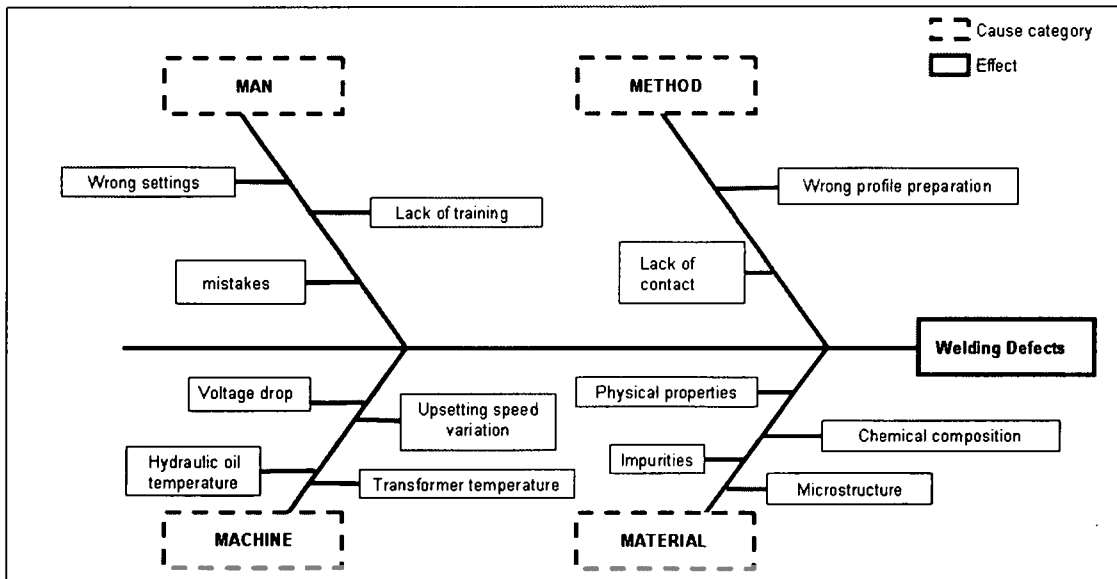 Cause category
Effect
MAN
METHOD
Wrong settings
Lack of training
mistakes
Wrong profile preparation
Lack of
contact
Welding Defects
Voltage drop
Upsetting speed
variation
Hydraulic oil
temperature
Transformer temperature
Physical properties
Chemical composition
Impurities
Microstructure
MACHINE
MATERIAL